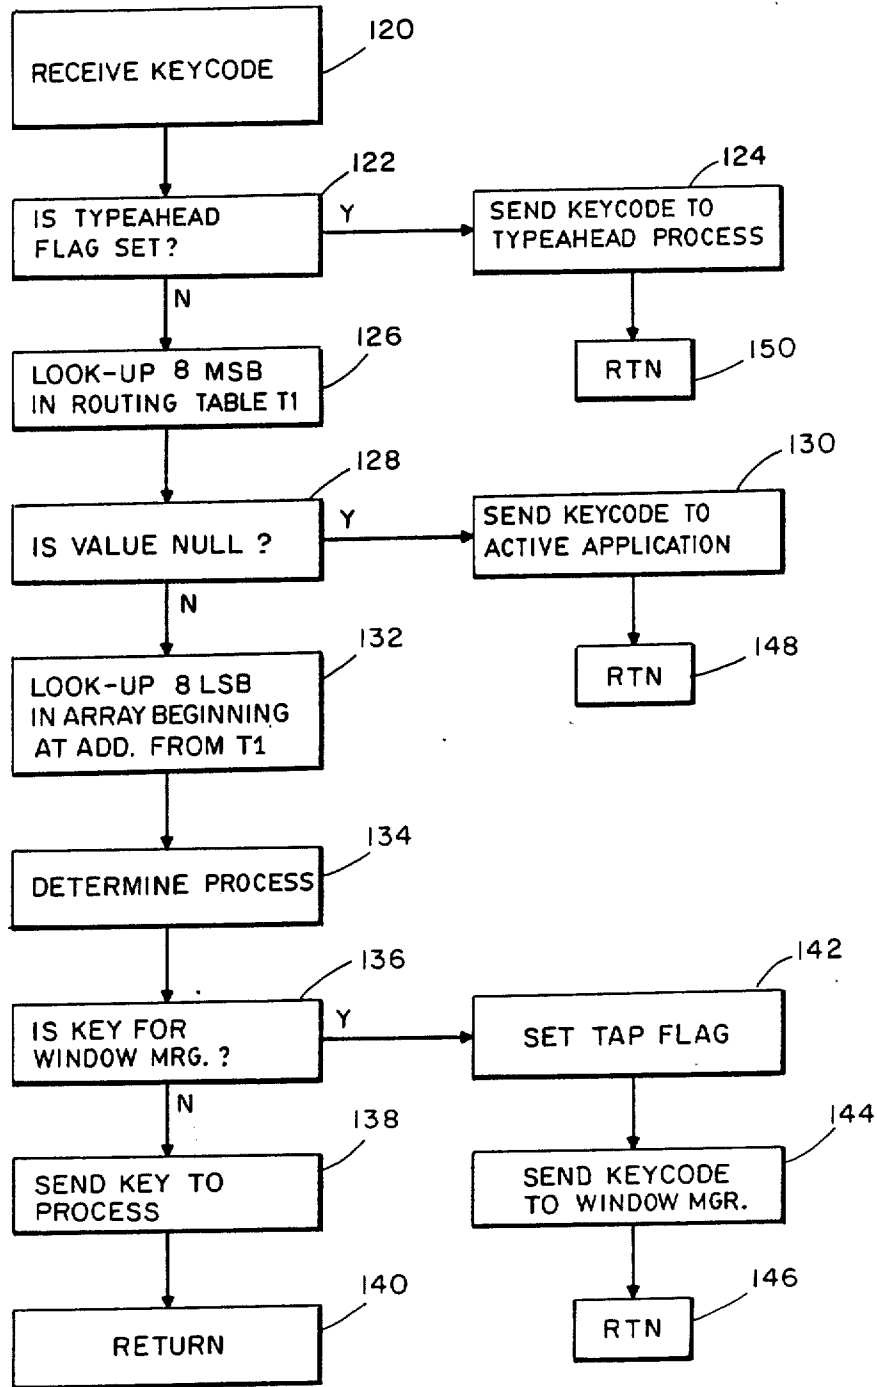 120
RECEIVE KEYCODE
122
IS TYPEAHEAD
FLAG SET?
Y
124
SEND KEYCODE TO
TYPEAHEAD PROCESS
N
150
RTN
126
LOOK-UP 8 MSB
IN ROUTING TABLE T1
128
IS VALUE NULL ?
Y
130
SEND KEYCODE TO
ACTIVE APPLICATION
N
148
RTN
132
LOOK-UP 8 LSB
IN ARRAY BEGINNING
AT ADD. FROM T1
134
DETERMINE PROCESS
136
IS KEY FOR
WINDOW MRG. ?
Y
142
SET TAP FLAG
N
138
SEND KEY TO
PROCESS
144
SEND KEYCODE
TO WINDOW MGR.
140
RETURN
146
RTN